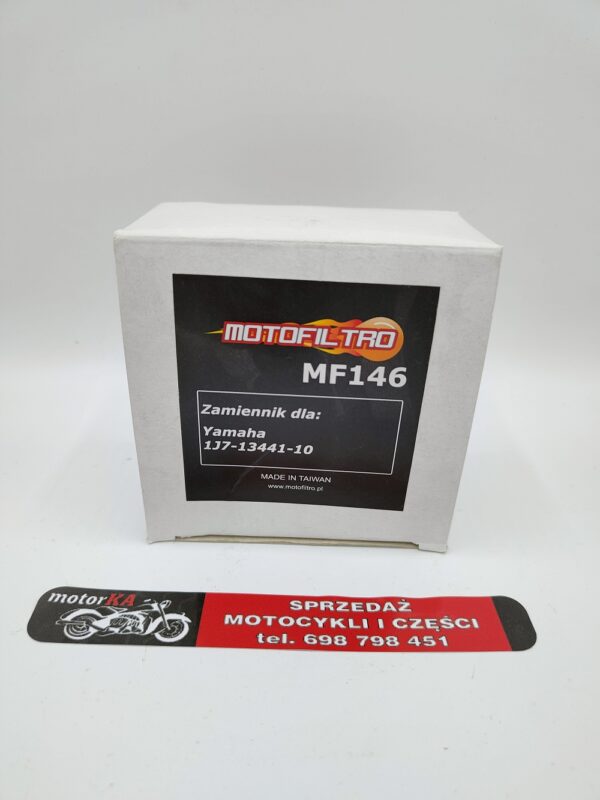 MOTOFILTRO
MF146
Zamiennik dla:
Yamaha
1J7-13441-10
MADE IN TAIWAN
www.motofiltro.pl
motorKA
SPRZEDAŻ
MOTOCYKLI I CZĘŚCI
tel. 698 798 451